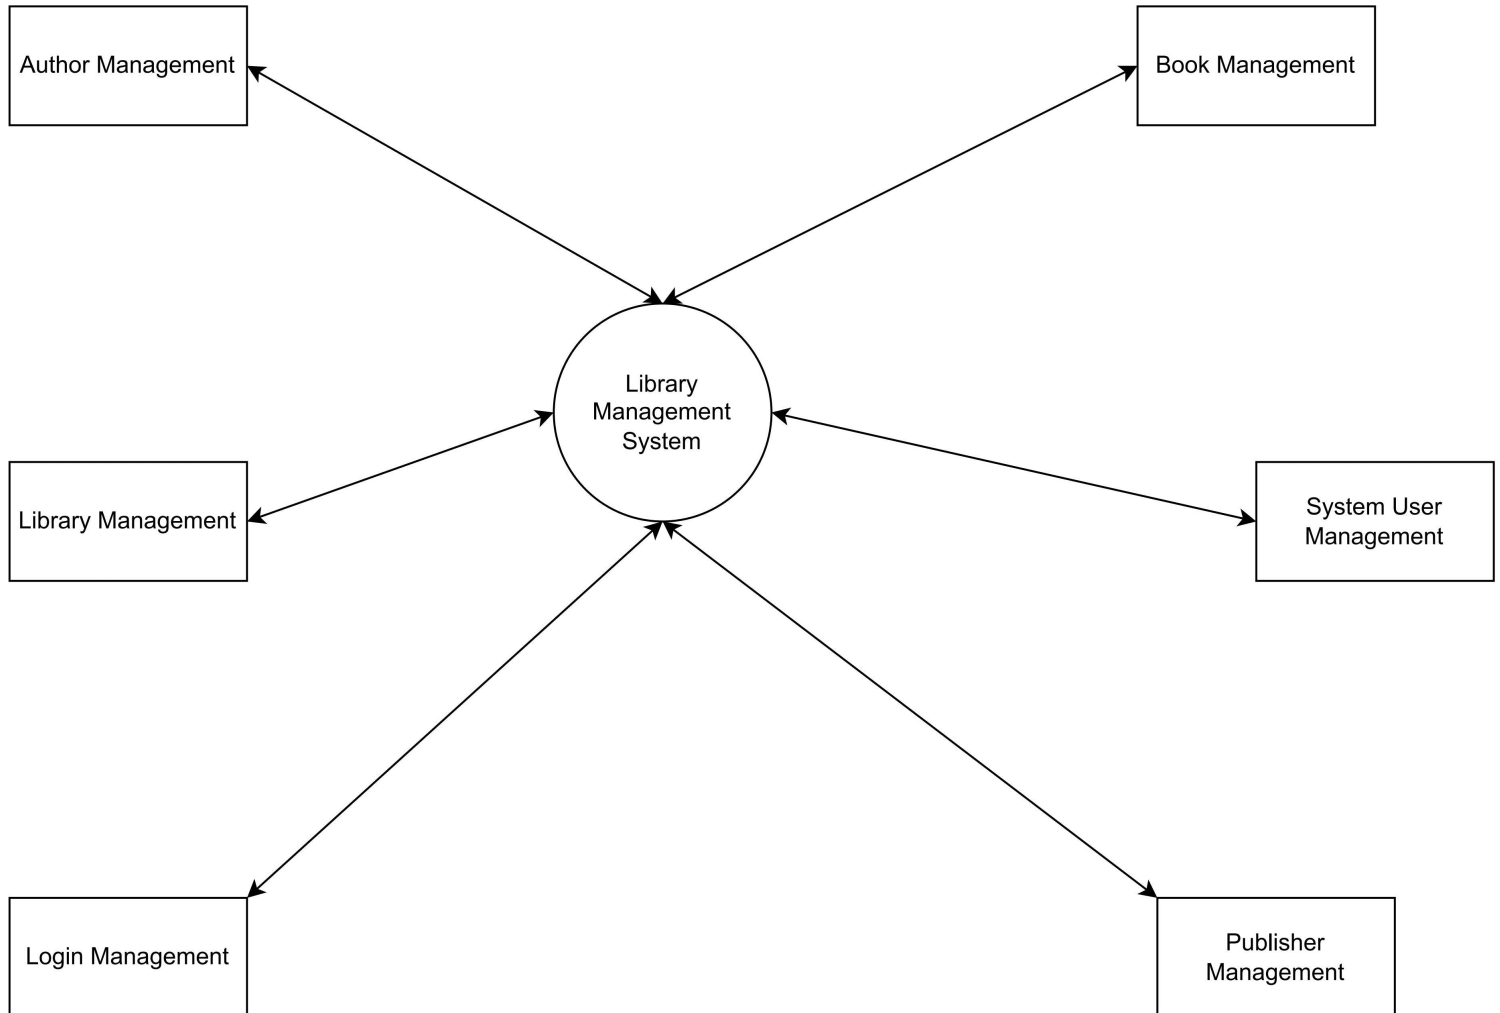 Author Management
Book Management
Library
Management
System
Library Management
System User
Management
Login Management
Publisher
Management